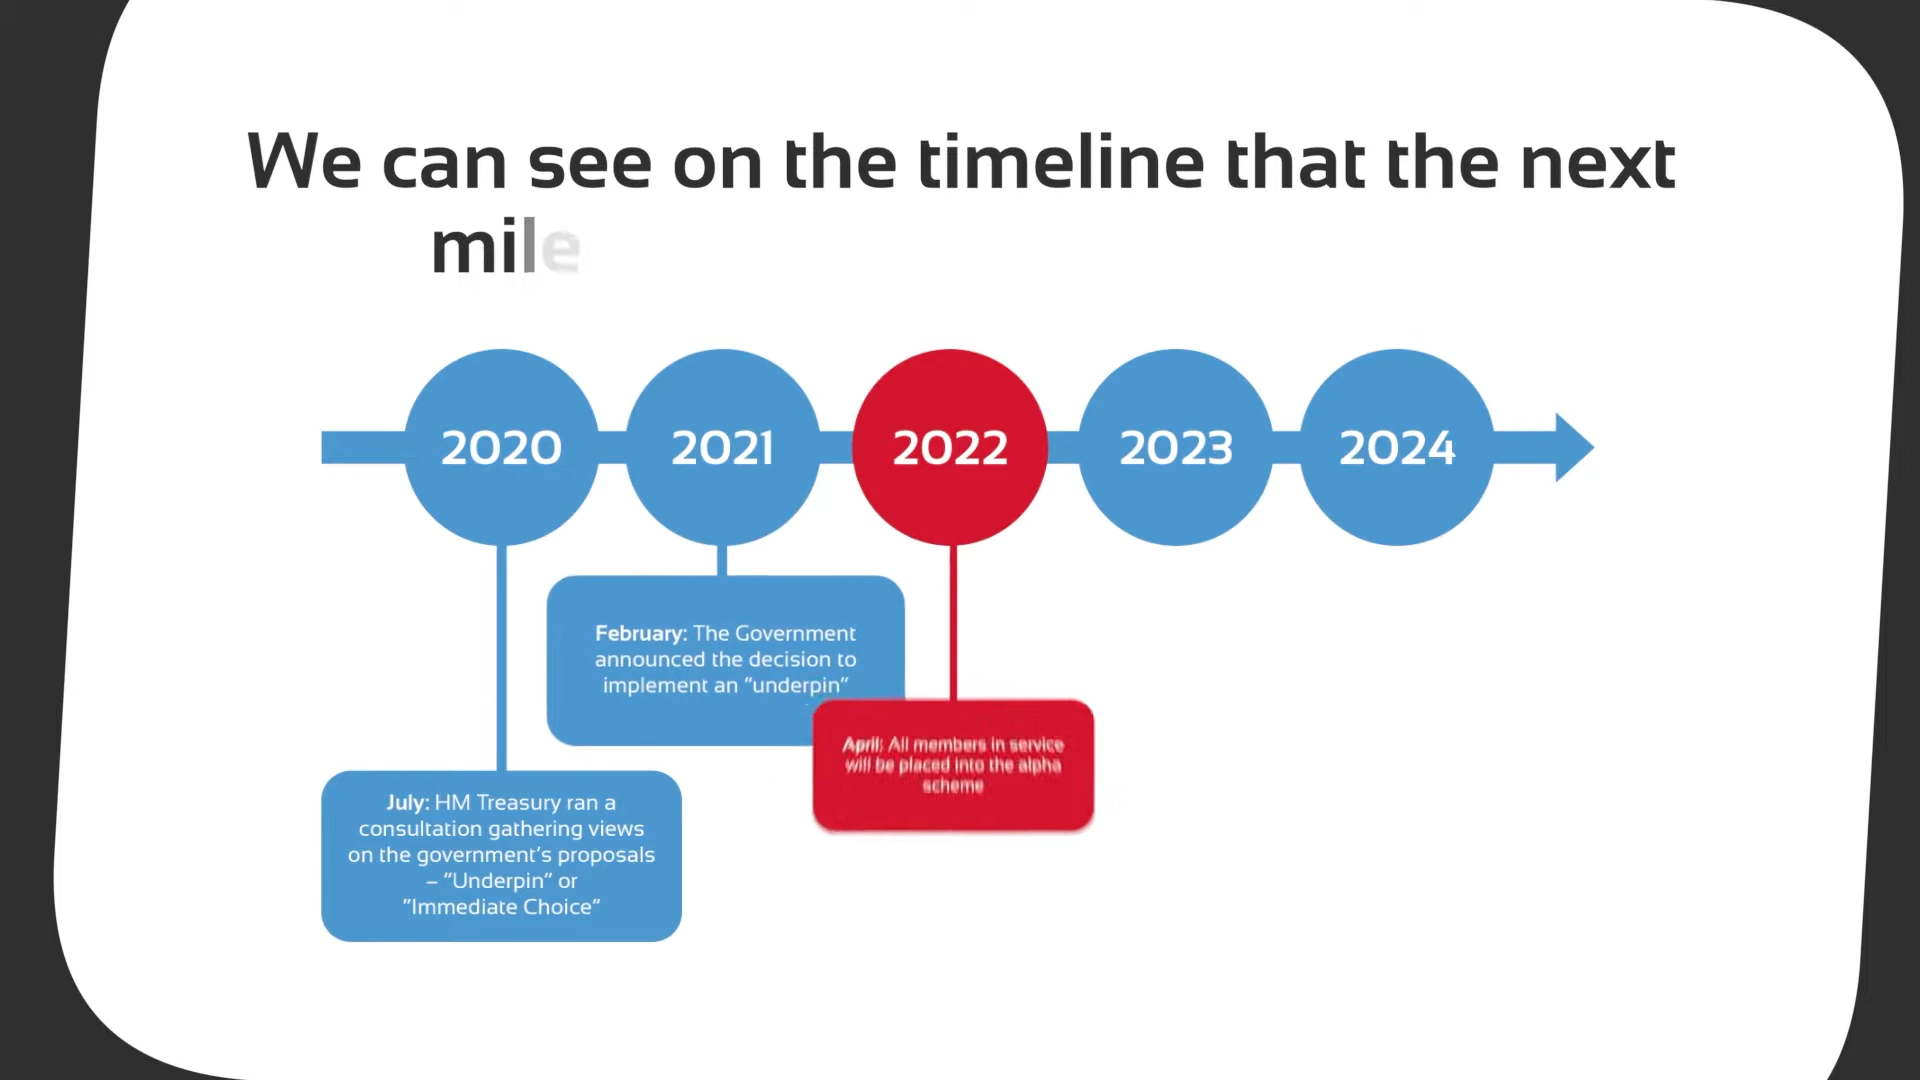 We can see on the timeline that the next
mile
2020
2021
2022
2023
2024
February: The Government
announced the decision to
implement an “underpin”
April: All members in service
will be placed into the alpha
scheme
July: HM Treasury ran a
consultation gathering views
on the government’s proposals
– “Underpin” or
“Immediate Choice”